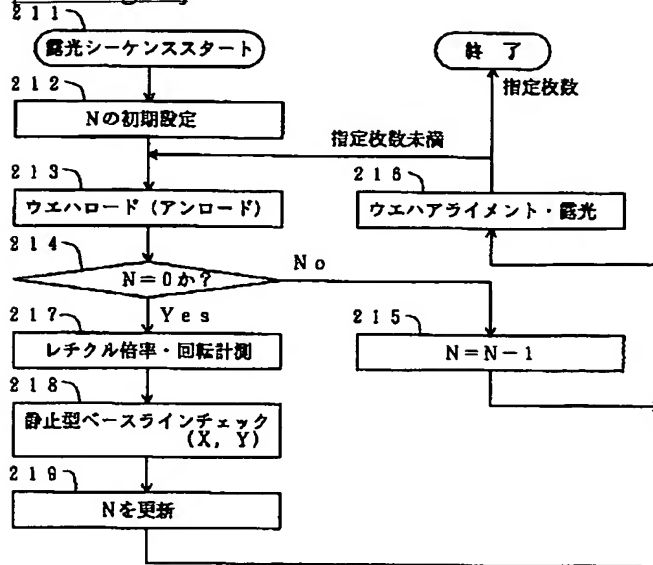 211
露光シーケンススタート
212
Nの初期設定
213
ウエハロード(アンロード)
214
N=0か?
No
Yes
217
レチクル倍率・回転計測
218
静止型ベースラインチェック
(X, Y)
219
Nを更新
終 了
指定枚数
指定枚数未満
216
ウエハアライメント・露光
215
N=N-1